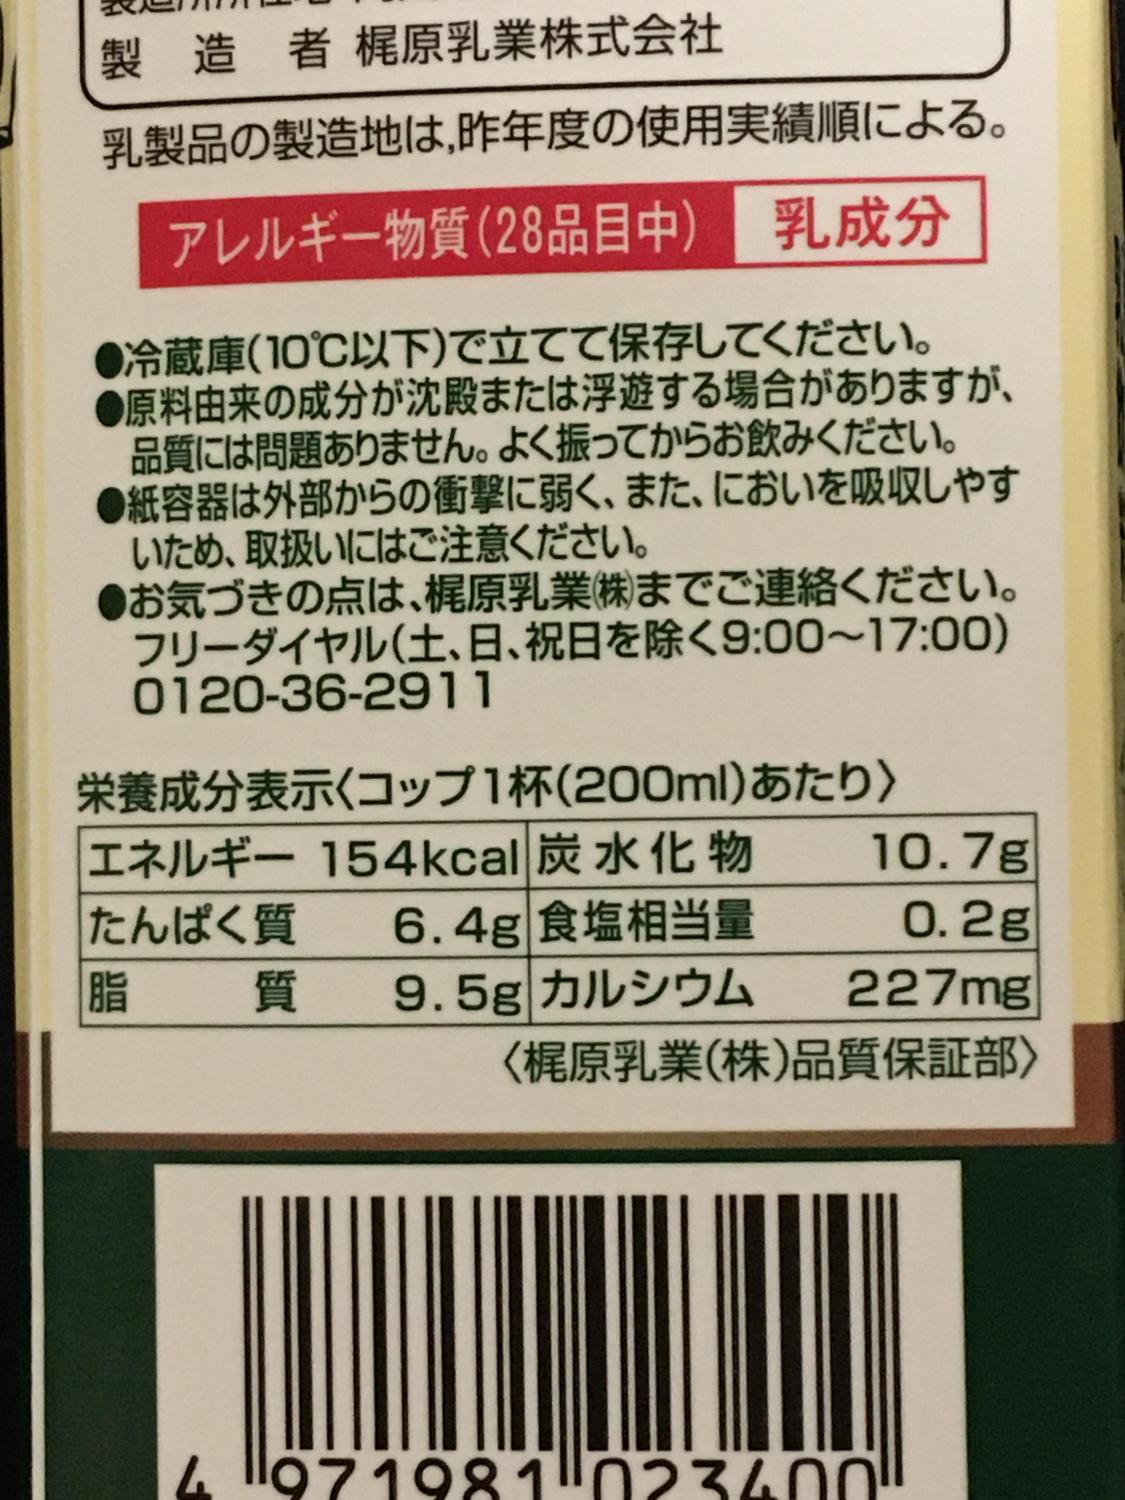 製造者 梶原乳業株式会社
乳製品の製造地は、昨年度の使用実績順による。
アレルギー物質(28品目中) 乳成分
●冷蔵庫(10℃以下)で立てて保存してください。
●原料由来の成分が沈殿または浮遊する場合がありますが、
品質には問題ありません。よく振ってからお飲みください。
●紙容器は外部からの衝撃に弱く、また、においを吸収しやす
いため、取扱いにはご注意ください。
●お気づきの点は、梶原乳業㈱までご連絡ください。
フリーダイヤル(土、日、祝日を除く9:00〜17:00)
0120-36-2911
栄養成分表示〈コップ1杯(200ml)あたり〉
エネルギー 154kcal 炭水化物 10.7g
たんぱく質 6.4g 食塩相当量 0.2g
脂質 9.5g カルシウム 227mg
〈梶原乳業(株)品質保証部〉
4 971981 023400